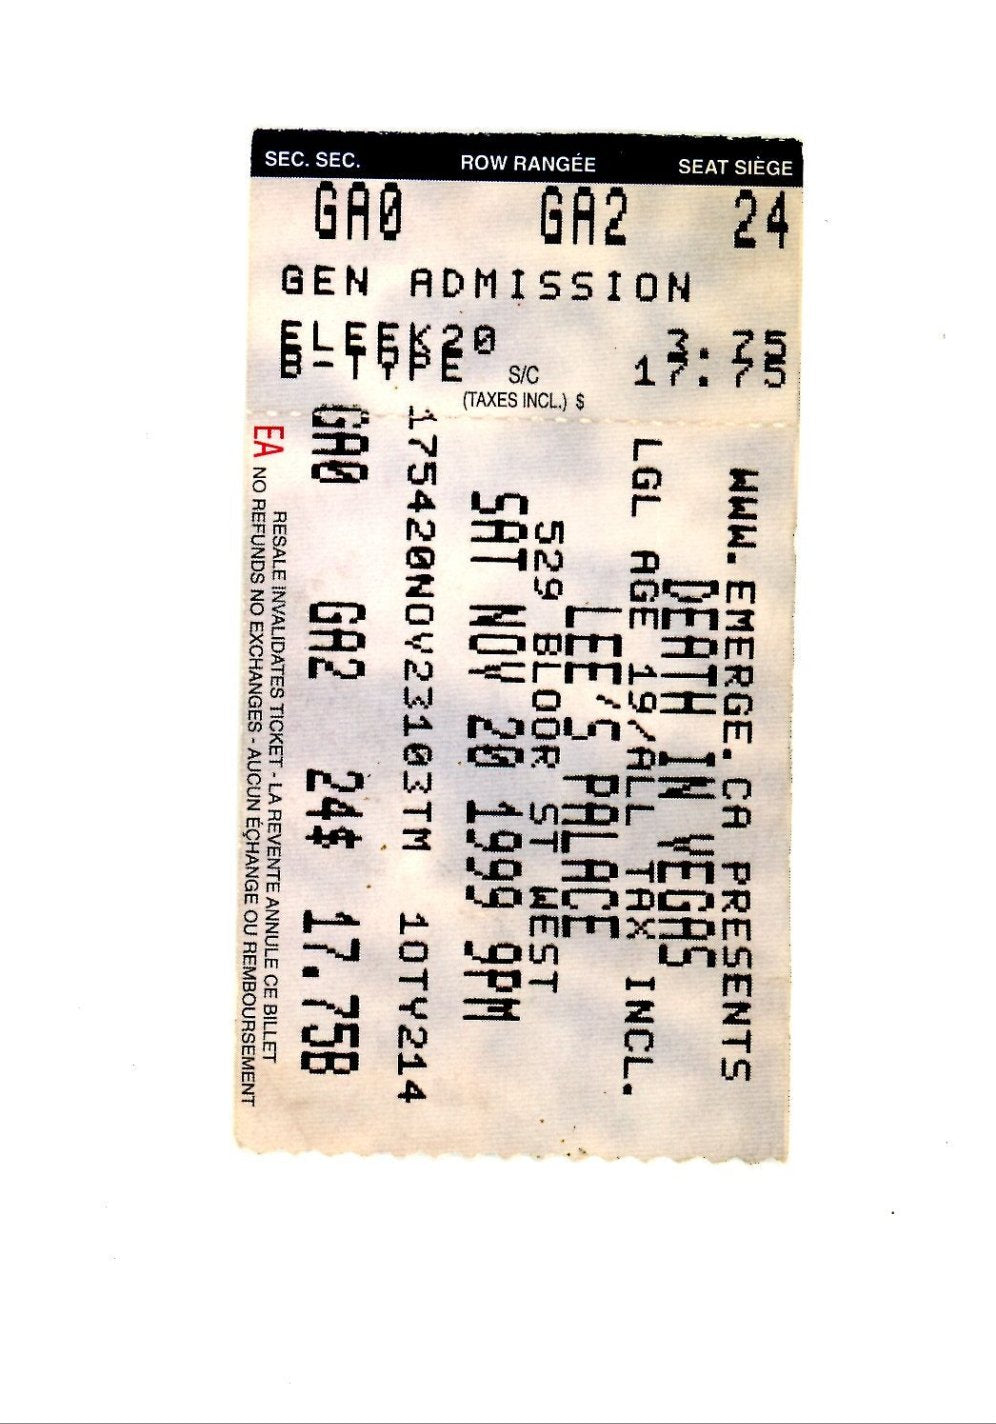 SEC. SEC. ROW RANGÉE SEAT SIÈGE
GA0 GA2 24
GEN ADMISSION
ELEEK20 3.25
S/C
(TAXES INCL.) $ 17.75
WWW.EMERGE.CA PRESENTS
DEATH IN VEGAS
LGL AGE 19/ALL TAX INCL.
LEE'S PALACE
529 BLOOR ST WEST
SAT NOV 20 1999 9PM
175420NOV23103TM 10TY214
GA0 GA2 24$ 17.75B
EA
RESALE INVALIDATES TICKET - LA REVENTE ANNULE CE BILLET
NO REFUNDS NO EXCHANGES - AUCUN ÉCHANGE OU REMBOURSEMENT